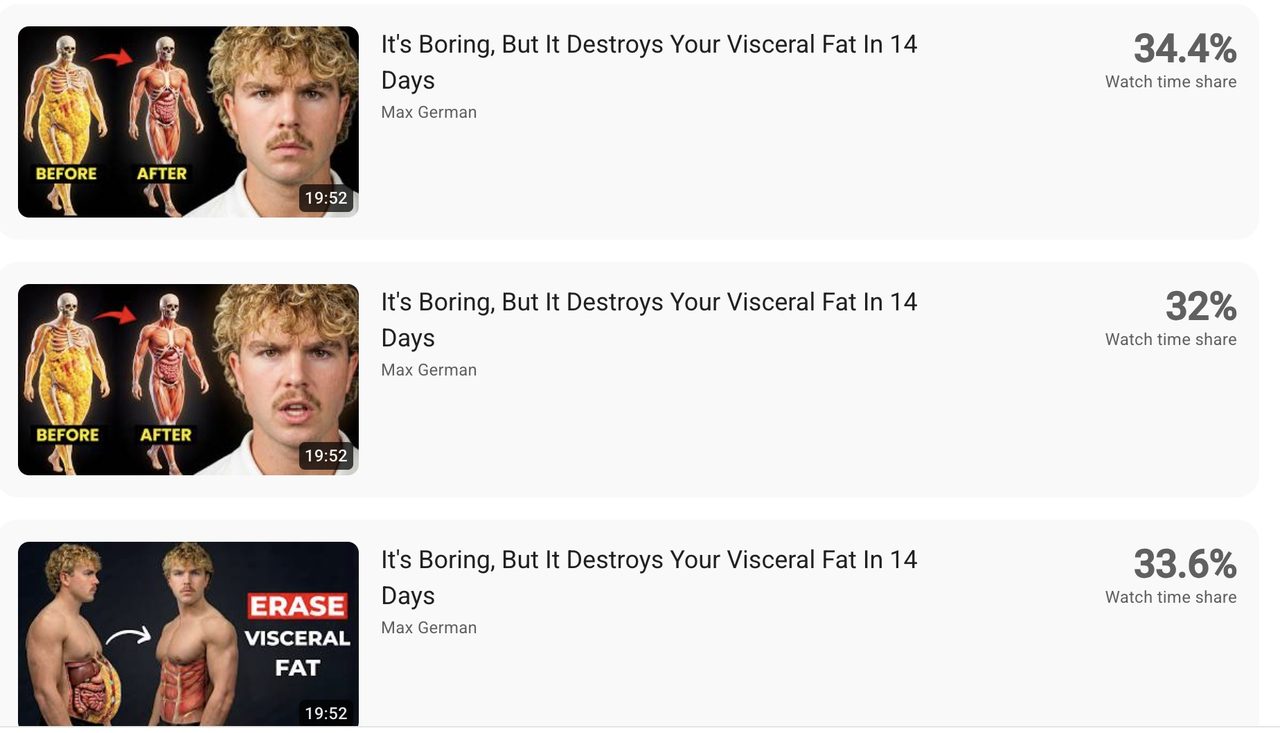 It's Boring, But It Destroys Your Visceral Fat In 14
Days
Max German
34.4%
Watch time share
BEFORE
AFTER
19:52
It's Boring, But It Destroys Your Visceral Fat In 14
Days
Max German
32%
Watch time share
BEFORE
AFTER
19:52
It's Boring, But It Destroys Your Visceral Fat In 14
Days
Max German
33.6%
Watch time share
ERASE
VISCERAL
FAT
19:52